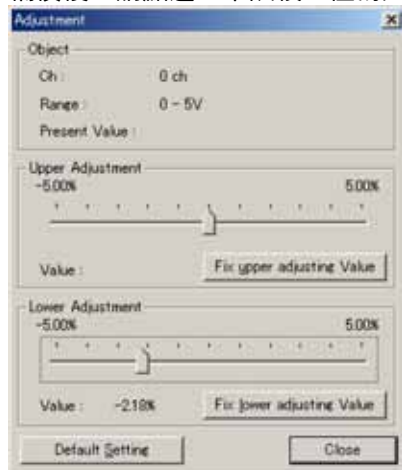 Adjustment
Object
Ch : 0 ch
Range : 0 - 5V
Present Value :
Upper Adjustment
-5.00% 5.00%
Value : Fix upper adjusting Value
Lower Adjustment
-5.00% 5.00%
Value : -2.18% Fix lower adjusting Value
Default Setting Close